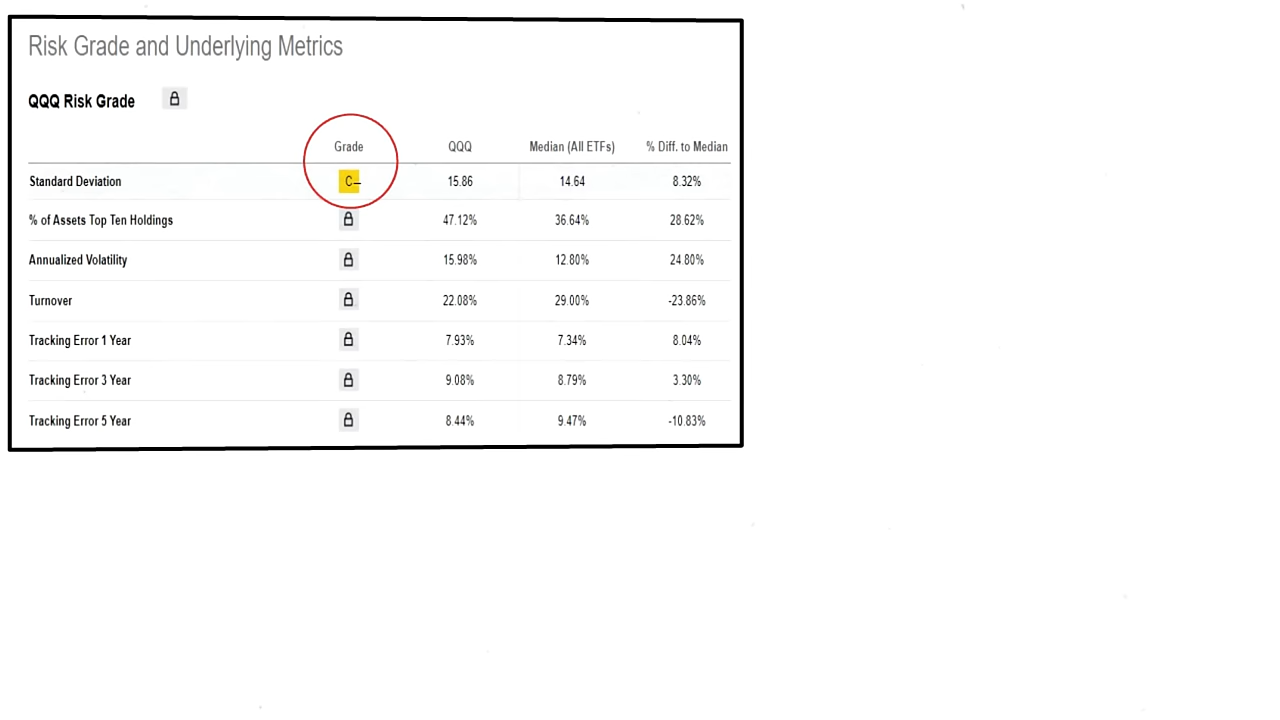 Risk Grade and Underlying Metrics
QQQ Risk Grade
Grade QQQ Median (All ETFs) % Diff. to Median
Standard Deviation C- 15.86 14.64 8.32%
% of Assets Top Ten Holdings 47.12% 36.64% 28.62%
Annualized Volatility 15.98% 12.80% 24.80%
Turnover 22.08% 29.00% -23.86%
Tracking Error 1 Year 7.93% 7.34% 8.04%
Tracking Error 3 Year 9.08% 8.79% 3.30%
Tracking Error 5 Year 8.44% 9.47% -10.83%